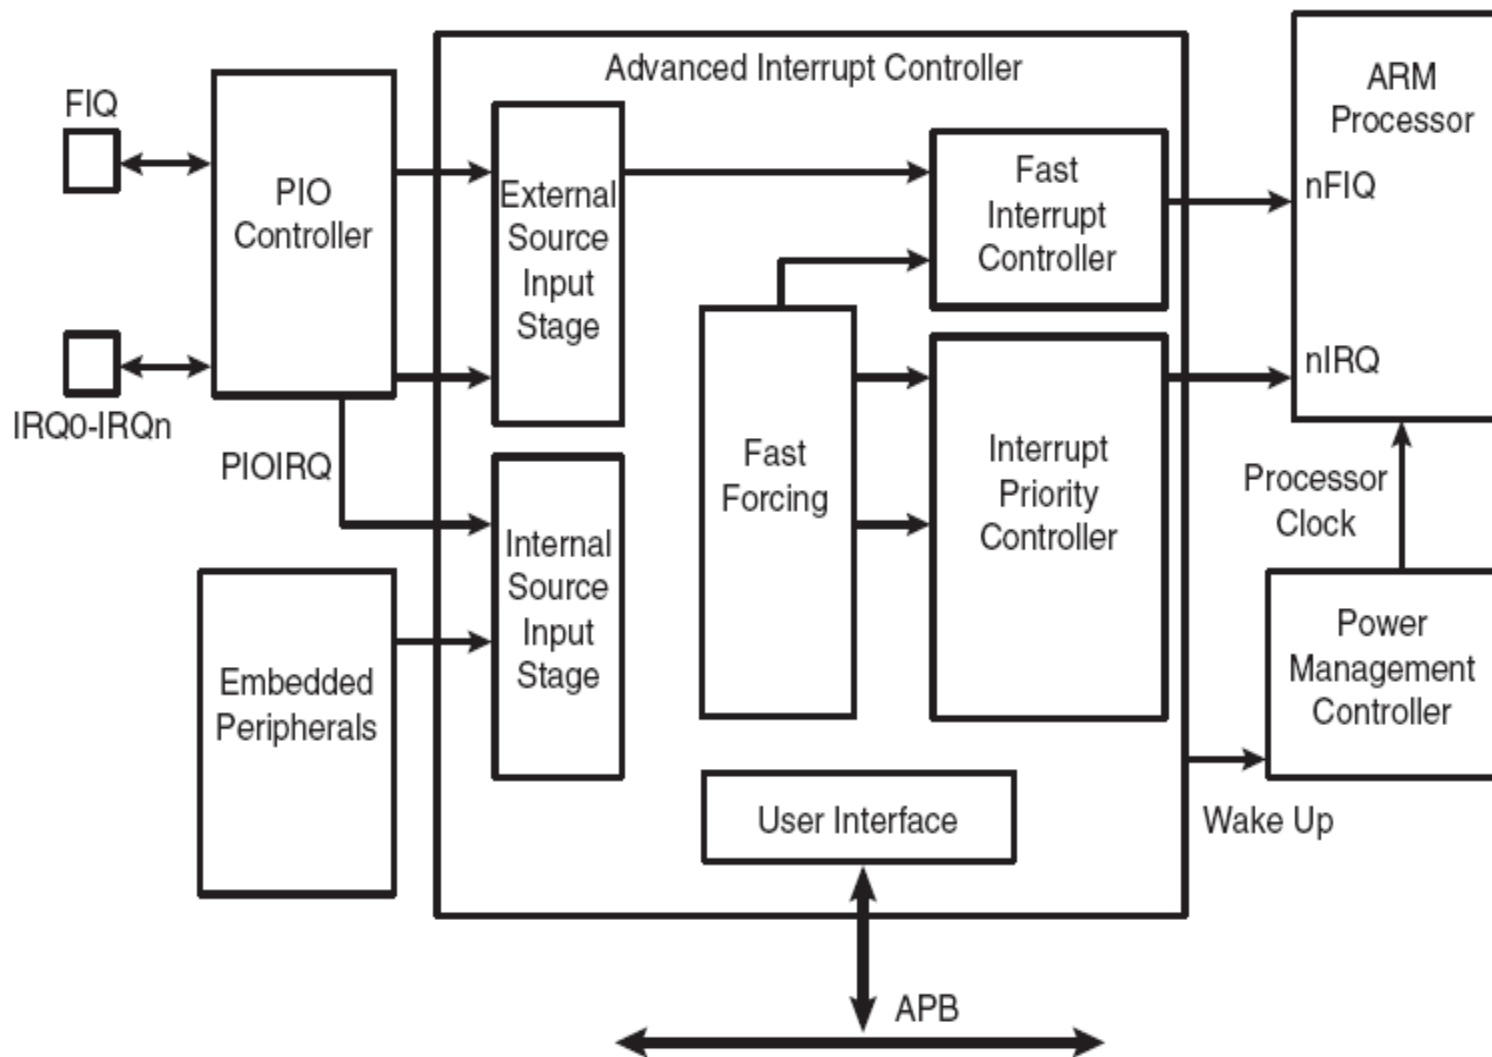 Advanced Interrupt Controller
FIQ
PIO
Controller
IRQ0-IRQn
PIOIRQ
Embedded
Peripherals
External
Source
Input
Stage
Internal
Source
Input
Stage
Fast
Forcing
Fast
Interrupt
Controller
Interrupt
Priority
Controller
User Interface
APB
ARM
Processor
nFIQ
nIRQ
Processor
Clock
Power
Management
Controller
Wake Up